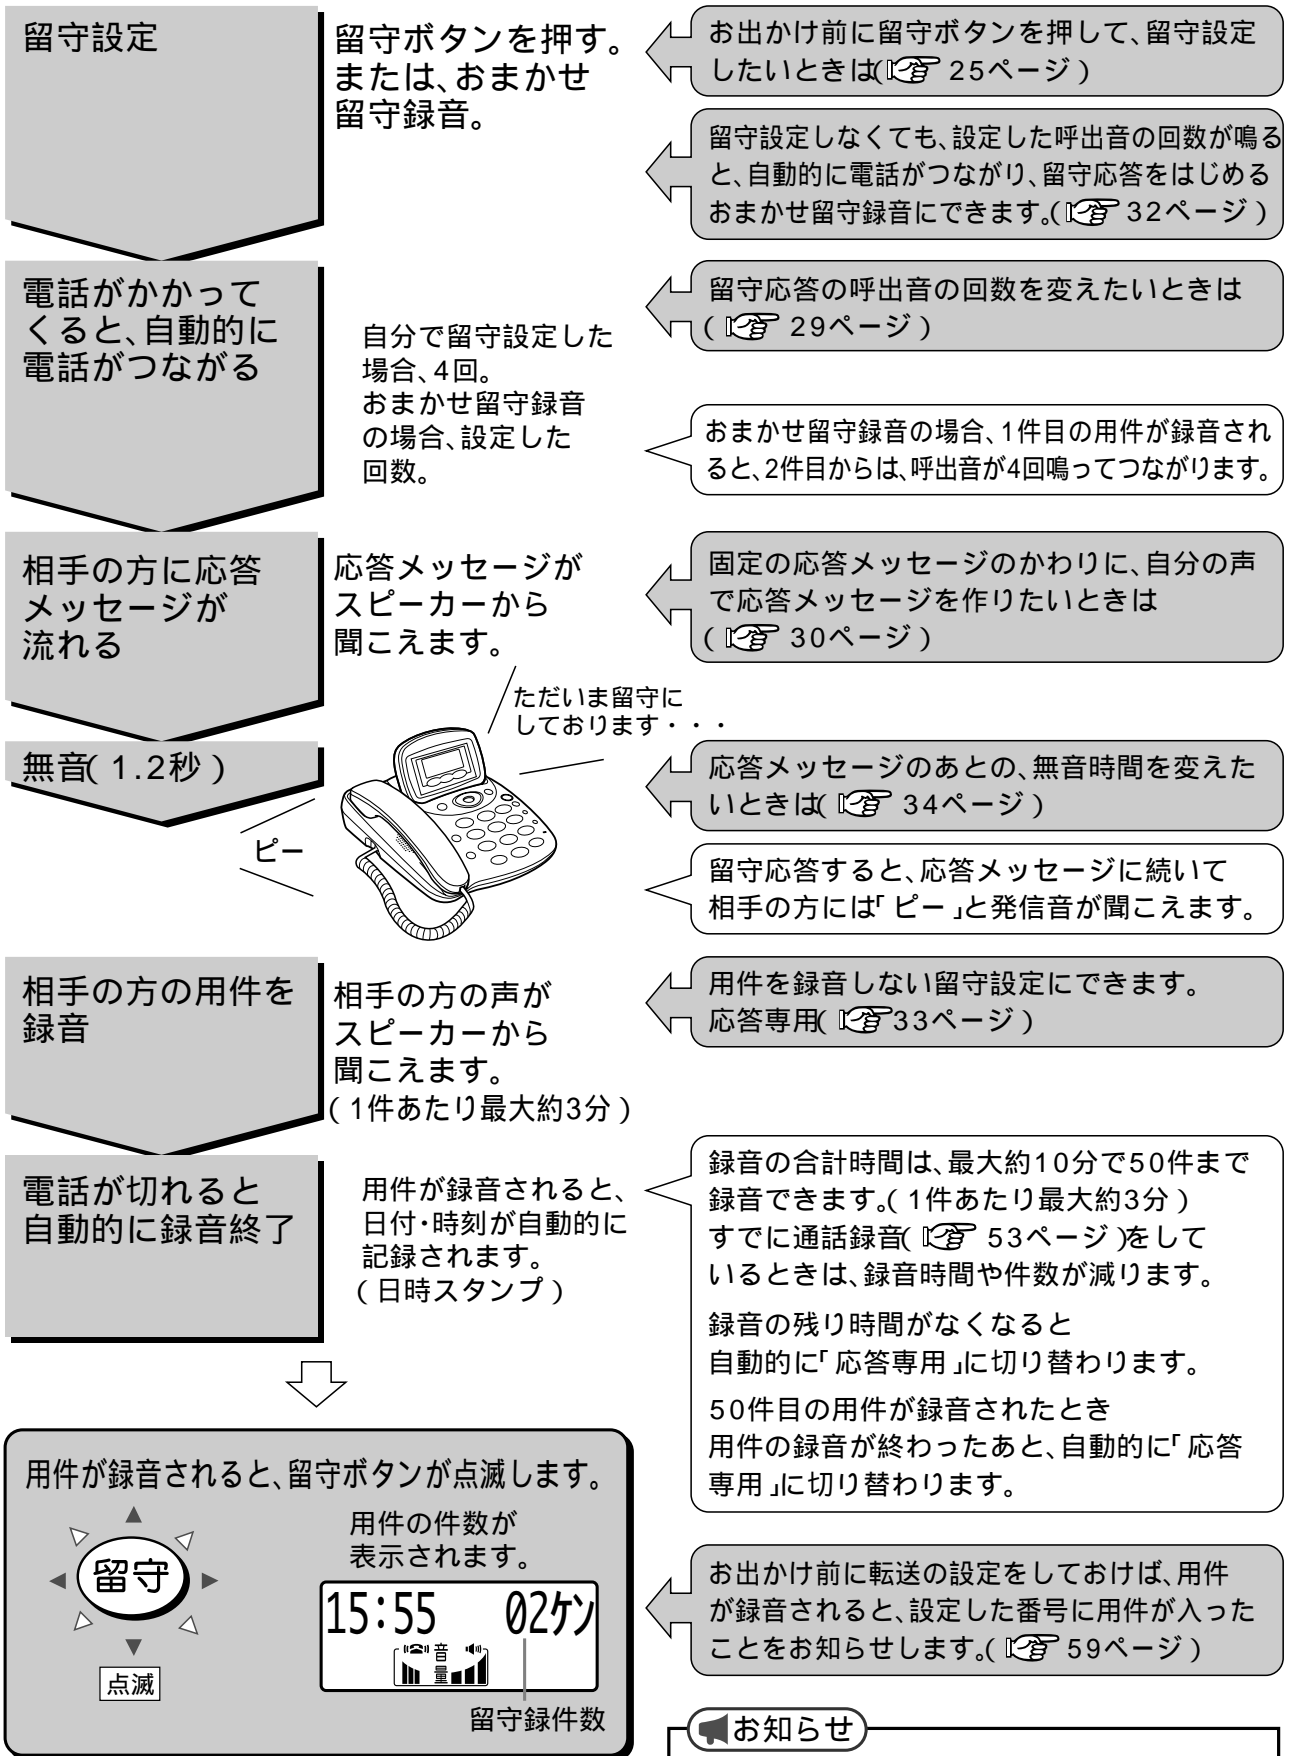 留守設定
留守ボタンを押す。
または、おまかせ
留守録音。
お出かけ前に留守ボタンを押して、留守設定
したいときは(☞ 25ページ)
留守設定しなくても、設定した呼出音の回数が鳴る
と、自動的に電話がつながり、留守応答をはじめる
おまかせ留守録音にできます。(☞ 32ページ)
電話がかかって
くると、自動的に
電話がつながる
自分で留守設定した
場合、4回。
おまかせ留守録音
の場合、設定した
回数。
留守応答の呼出音の回数を変えたいときは
(☞ 29ページ)
おまかせ留守録音の場合、1件目の用件が録音され
ると、2件目からは、呼出音が4回鳴ってつながります。
相手の方に応答
メッセージが
流れる
応答メッセージが
スピーカーから
聞こえます。
固定の応答メッセージのかわりに、自分の声
で応答メッセージを作りたいときは
(☞ 30ページ)
ただいま留守に
しております・・・
無音(1.2秒)
ピー
応答メッセージのあとの、無音時間を変えた
いときは(☞ 34ページ)
留守応答すると、応答メッセージに続いて
相手の方には「ピー」と発信音が聞こえます。
相手の方の用件を
録音
相手の方の声が
スピーカーから
聞こえます。
(1件あたり最大約3分)
用件を録音しない留守設定にできます。
応答専用(☞33ページ)
電話が切れると
自動的に録音終了
用件が録音されると、
日付・時刻が自動的に
記録されます。
(日時スタンプ)
録音の合計時間は、最大約10分で50件まで
録音できます。(1件あたり最大約3分)
すでに通話録音(☞ 53ページ)をして
いるときは、録音時間や件数が減ります。
録音の残り時間がなくなると
自動的に「応答専用」に切り替わります。
50件目の用件が録音されたとき
用件の録音が終わったあと、自動的に「応答
専用」に切り替わります。
用件が録音されると、留守ボタンが点滅します。
留守
点滅
用件の件数が
表示されます。
15:55 02ケン
音
量
留守録件数
お出かけ前に転送の設定をしておけば、用件
が録音されると、設定した番号に用件が入った
ことをお知らせします。(☞ 59ページ)
お知らせ